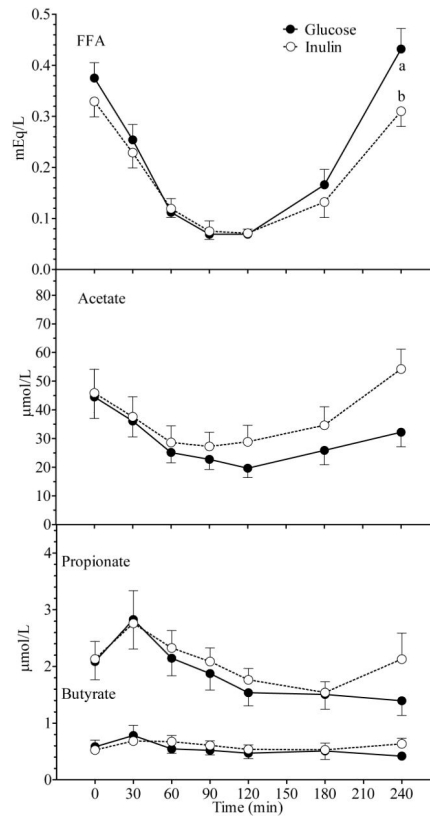 FFA
Glucose
Inulin
a
b
mEq/L
0.5
0.4
0.3
0.2
0.1
0.0
Acetate
µmol/L
80
70
60
50
40
30
20
10
0
Propionate
Butyrate
µmol/L
4
3
2
1
0
0 30 60 90 120 150 180 210 240
Time (min)